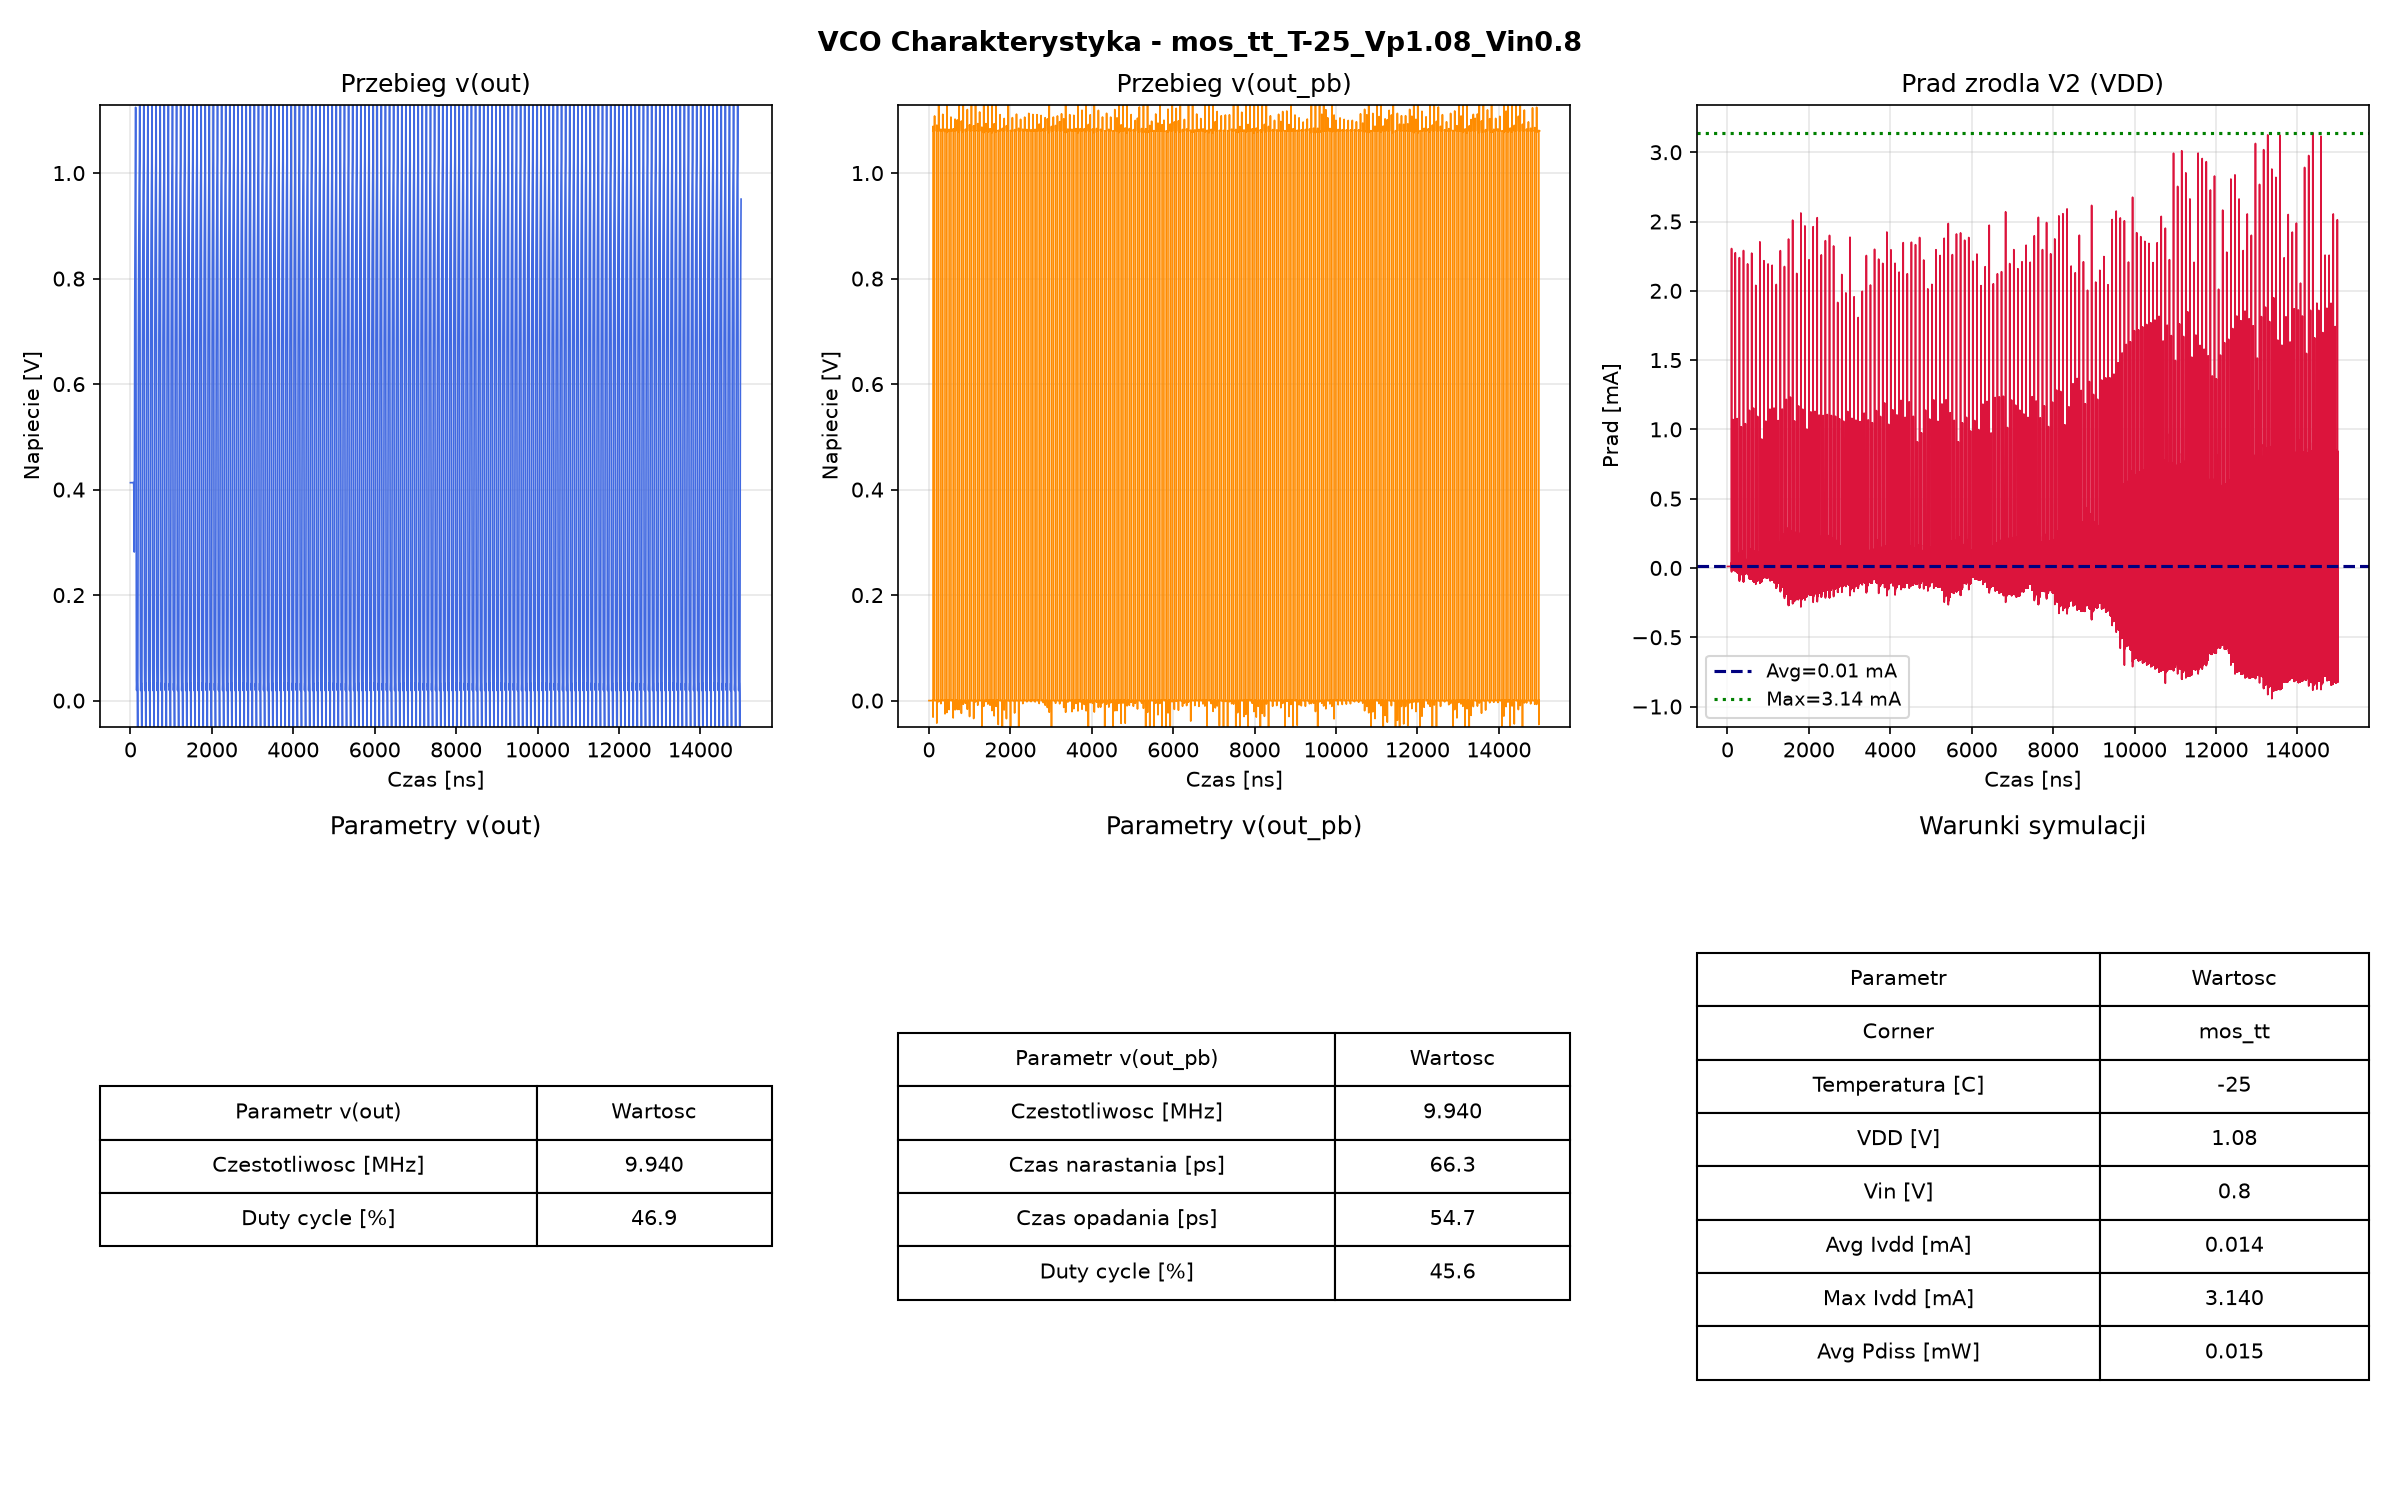 VCO Charakterystyka - mos_tt_T-25_Vp1.08_Vin0.8
Przebieg v(out)
Napiecie [V]
1.0
0.8
0.6
0.4
0.2
0.0
0 2000 4000 6000 8000 10000 12000 14000
Czas [ns]
Przebieg v(out_pb)
Napiecie [V]
1.0
0.8
0.6
0.4
0.2
0.0
0 2000 4000 6000 8000 10000 12000 14000
Czas [ns]
Prad zrodla V2 (VDD)
Prad [mA]
3.0
2.5
2.0
1.5
1.0
0.5
0.0
−0.5
−1.0
Avg=0.01 mA
Max=3.14 mA
0 2000 4000 6000 8000 10000 12000 14000
Czas [ns]
Parametry v(out)
Parametr v(out) Wartosc
Czestotliwosc [MHz] 9.940
Duty cycle [%] 46.9
Parametry v(out_pb)
Parametr v(out_pb) Wartosc
Czestotliwosc [MHz] 9.940
Czas narastania [ps] 66.3
Czas opadania [ps] 54.7
Duty cycle [%] 45.6
Warunki symulacji
Parametr Wartosc
Corner mos_tt
Temperatura [C] -25
VDD [V] 1.08
Vin [V] 0.8
Avg Ivdd [mA] 0.014
Max Ivdd [mA] 3.140
Avg Pdiss [mW] 0.015